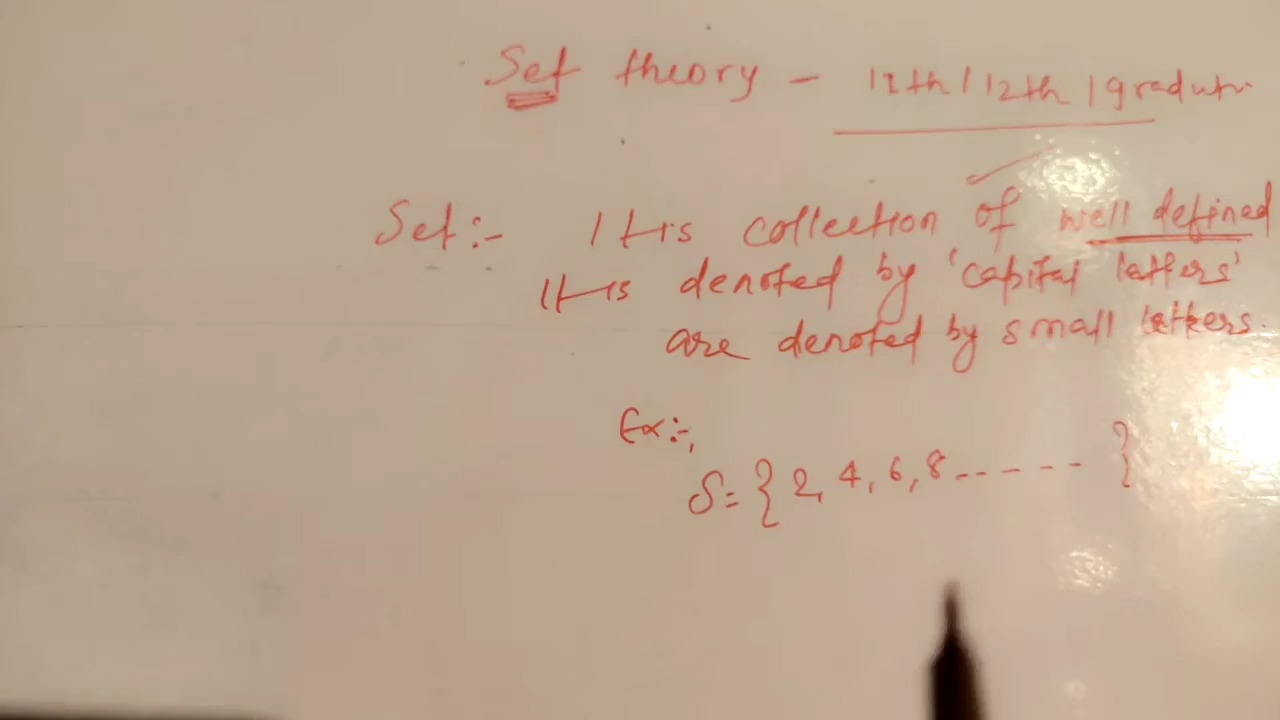 Set theory - 11th / 12th / graduati
Set:- It is collection of well defined
It is denoted by 'capital letters'
are denoted by small letters.
Ex:-,
S = { 2, 4, 6, 8 ------ }